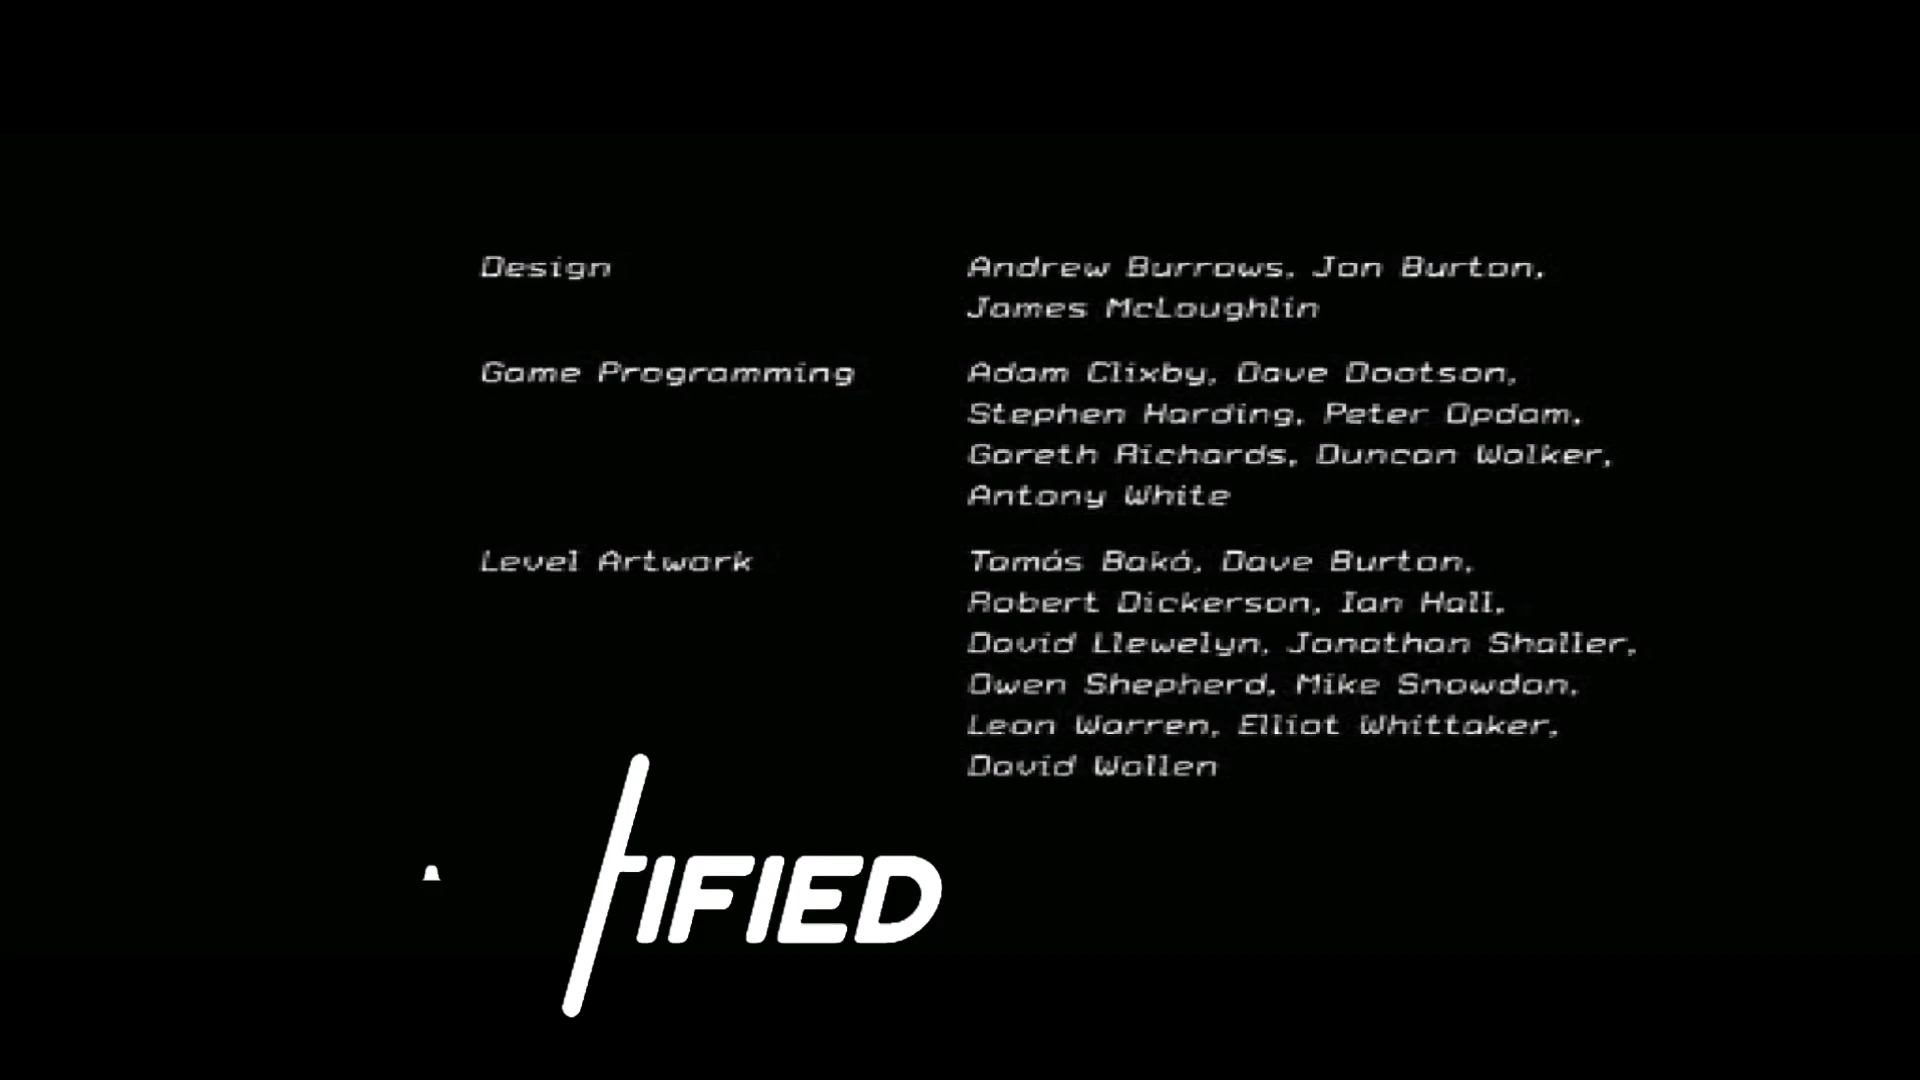 Design Andrew Burrows, Jon Burton,
James McLoughlin
Game Programming Adam Clixby, Dave Dootson,
Stephen Harding, Peter Opdam,
Gareth Richards, Duncan Walker,
Antony White
Level Artwork Tomás Bakó, Dave Burton,
Robert Dickerson, Ian Hall,
David Llewelyn, Jonathan Shaller,
Owen Shepherd, Mike Snowdon,
Leon Warren, Elliot Whittaker,
David Wollen
TIFIED